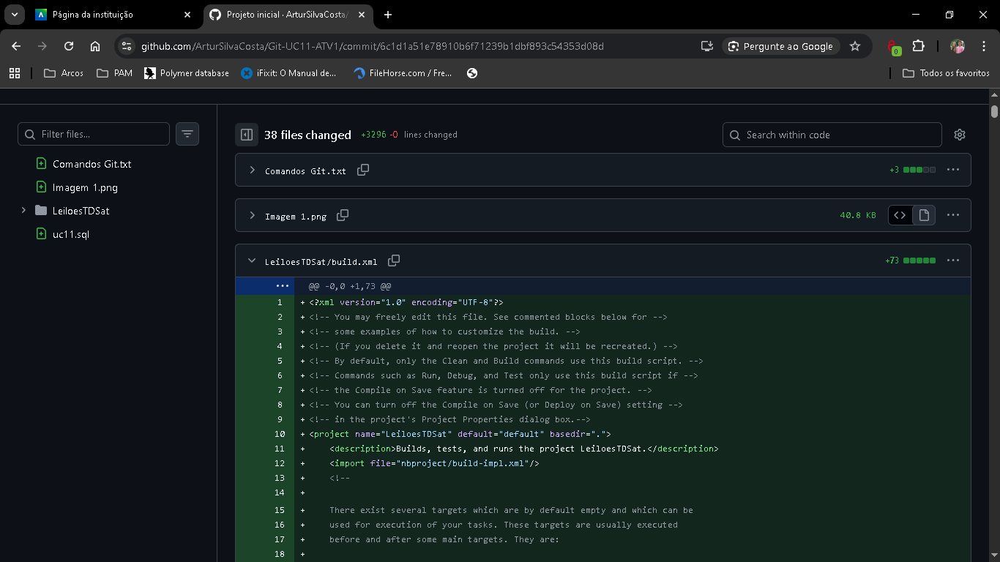 Página da instituição
Projeto inicial · ArturSilvaCosta/
github.com/ArturSilvaCosta/Git-UC11-ATV1/commit/6c1d1a51e78910b6f71239b1dbf893c54353d08d
Pergunte ao Google
0
Arcos
PAM
Polymer database
iFixit: O Manual de...
FileHorse.com / Fre...
Todos os favoritos
Filter files...
Comandos Git.txt
Imagem 1.png
LeiloesTDSat
uc11.sql
38 files changed +3296 -0 lines changed
Search within code
Comandos Git.txt
+3
Imagem 1.png
40.8 KB
LeiloesTDSat/build.xml
+73
@@ -0,0 +1,73 @@
1 + <?xml version="1.0" encoding="UTF-8"?>
2 + <!-- You may freely edit this file. See commented blocks below for -->
3 + <!-- some examples of how to customize the build. -->
4 + <!-- (If you delete it and reopen the project it will be recreated.) -->
5 + <!-- By default, only the Clean and Build commands use this build script. -->
6 + <!-- Commands such as Run, Debug, and Test only use this build script if -->
7 + <!-- the Compile on Save feature is turned off for the project. -->
8 + <!-- You can turn off the Compile on Save (or Deploy on Save) setting -->
9 + <!-- in the project's Project Properties dialog box.-->
10 + <project name="LeiloesTDSat" default="default" basedir=".">
11 + <description>Builds, tests, and runs the project LeiloesTDSat.</description>
12 + <import file="nbproject/build-impl.xml"/>
13 + <!--
14 +
15 There exist several targets which are by default empty and which can be
16 + used for execution of your tasks. These targets are usually executed
17 + before and after some main targets. They are:
18 +